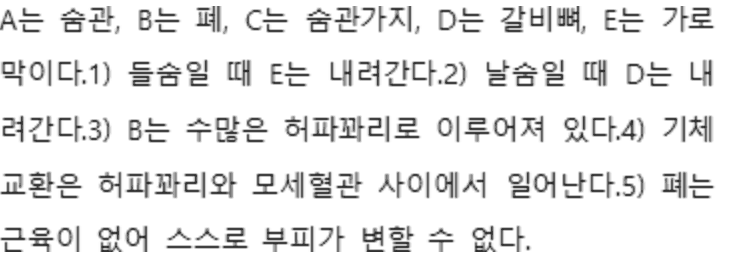 A는 숨관, B는 폐, C는 숨관가지, D는 갈비뼈, E는 가로
막이다.1) 들숨일 때 E는 내려간다.2) 날숨일 때 D는 내
려간다.3) B는 수많은 허파꽈리로 이루어져 있다.4) 기체
교환은 허파꽈리와 모세혈관 사이에서 일어난다.5) 폐는
근육이 없어 스스로 부피가 변할 수 없다.